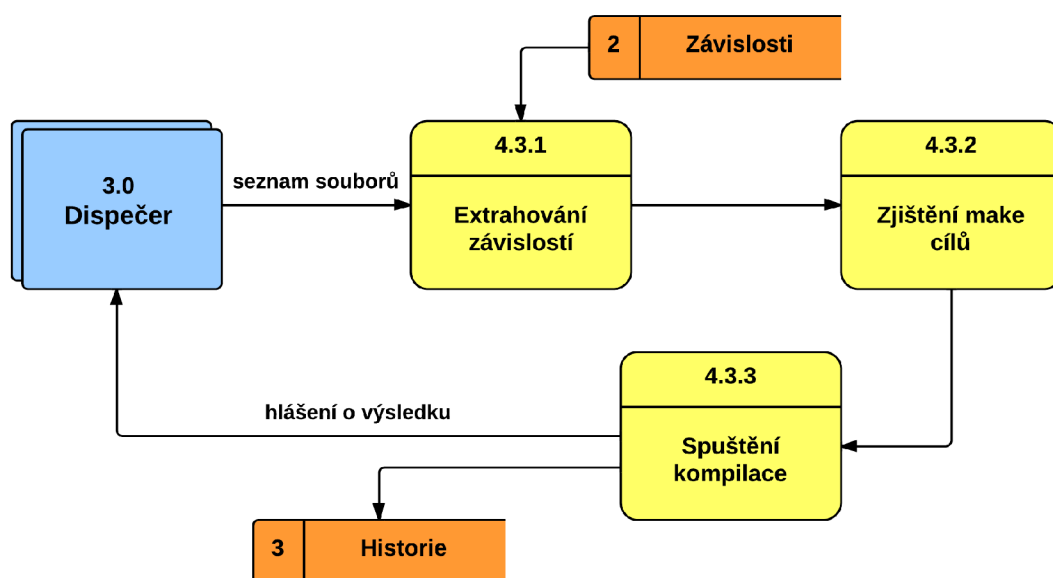 2 Závislosti
3.0
Dispečer
seznam souborů
4.3.1
Extrahování
závislostí
4.3.2
Zjištění make
cílů
4.3.3
Spuštění
kompilace
hlášení o výsledku
3 Historie